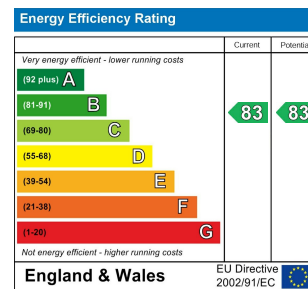 Energy Efficiency Rating
Current Potentia
Very energy efficient - lower running costs
(92 plus) A
(81-91) B
83 83
(69-80) C
(55-68) D
(39-54) E
(21-38) F
(1-20) G
Not energy efficient - higher running costs
England & Wales
EU Directive
2002/91/EC